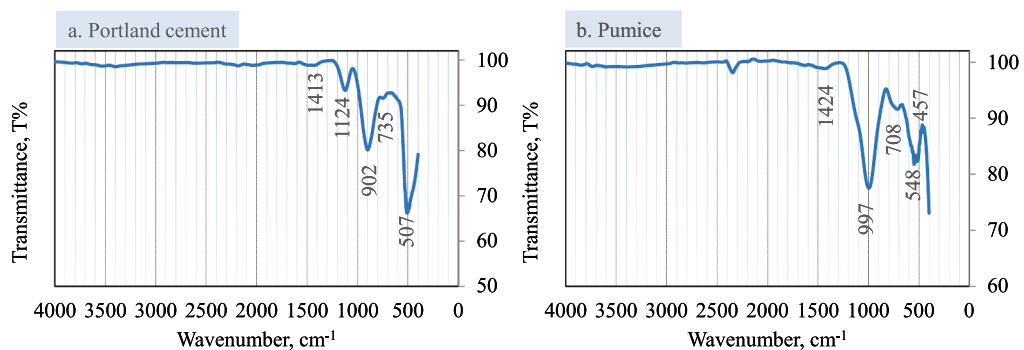 a. Portland cement
100
90
80
70
60
50
Transmittance, T%
1413
1124
902
735
507
4000 3500 3000 2500 2000 1500 1000 500 0
Wavenumber, cm-1
b. Pumice
100
90
80
70
60
Transmittance, T%
1424
997
708
548
457
4000 3500 3000 2500 2000 1500 1000 500 0
Wavenumber, cm-1